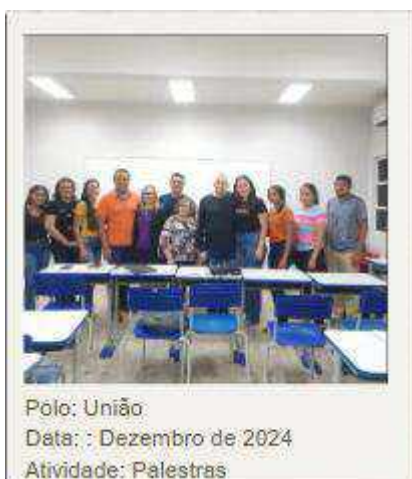 Polo: União
Data: : Dezembro de 2024
Atividade: Palestras